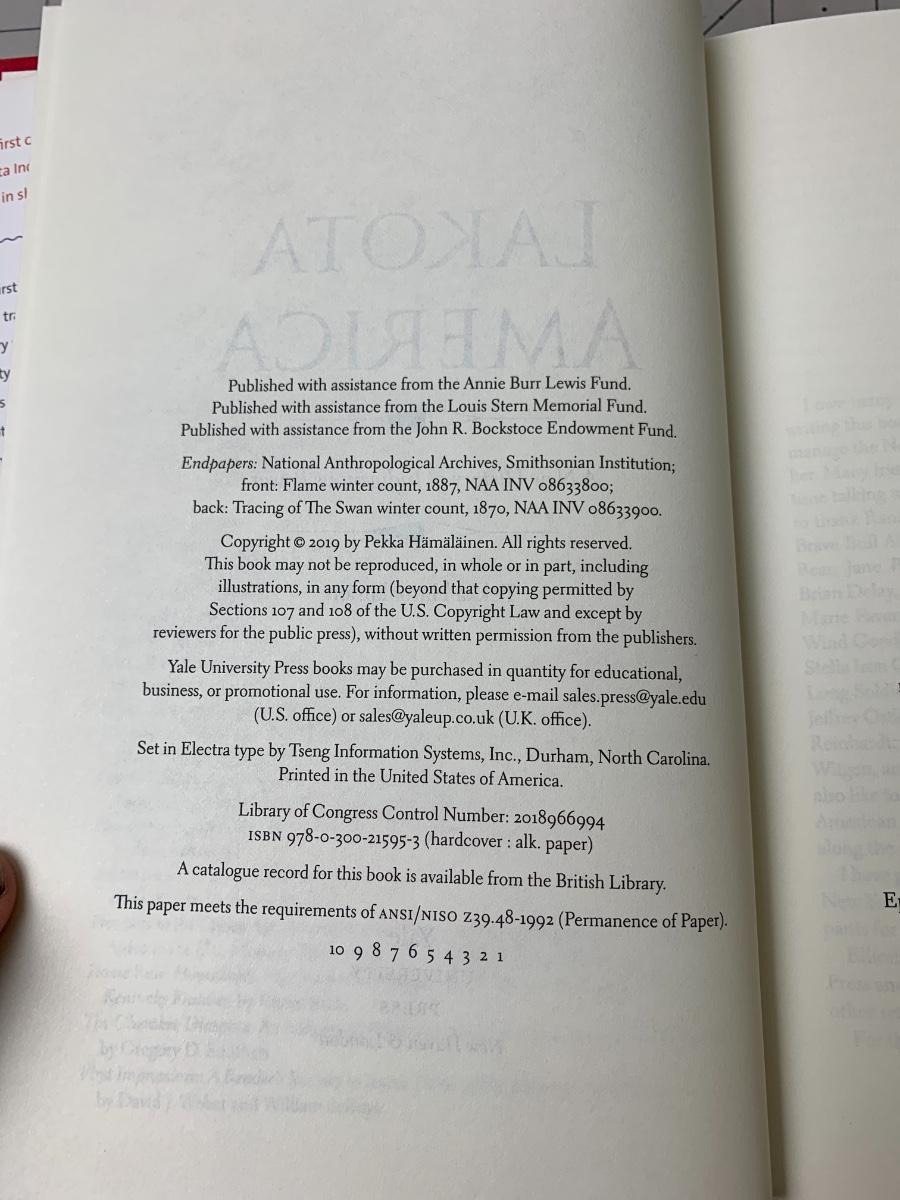 first c
ta Ind
in sl
irst
tra
y
ty
s
t
LAKOTA
AMERICA
Published with assistance from the Annie Burr Lewis Fund.
Published with assistance from the Louis Stern Memorial Fund.
Published with assistance from the John R. Bockstoce Endowment Fund.
Endpapers: National Anthropological Archives, Smithsonian Institution;
front: Flame winter count, 1887, NAA INV 08633800;
back: Tracing of The Swan winter count, 1870, NAA INV 08633900.
Copyright © 2019 by Pekka Hämäläinen. All rights reserved.
This book may not be reproduced, in whole or in part, including
illustrations, in any form (beyond that copying permitted by
Sections 107 and 108 of the U.S. Copyright Law and except by
reviewers for the public press), without written permission from the publishers.
Yale University Press books may be purchased in quantity for educational,
business, or promotional use. For information, please e-mail sales.press@yale.edu
(U.S. office) or sales@yaleup.co.uk (U.K. office).
Set in Electra type by Tseng Information Systems, Inc., Durham, North Carolina.
Printed in the United States of America.
Library of Congress Control Number: 2018966994
ISBN 978-0-300-21595-3 (hardcover : alk. paper)
A catalogue record for this book is available from the British Library.
This paper meets the requirements of ANSI/NISO Z39.48-1992 (Permanence of Paper).
10 9 8 7 6 5 4 3 2 1